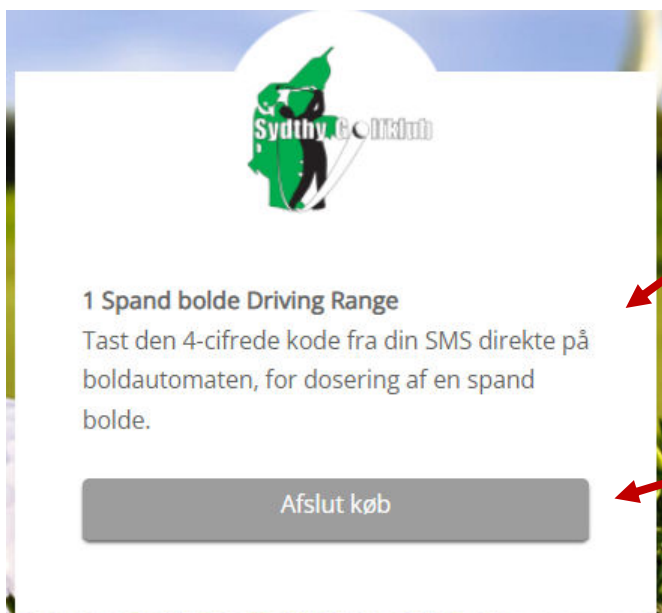 Sydthy Golfklub
1 Spand bolde Driving Range
Tast den 4-cifrede kode fra din SMS direkte på
boldautomaten, for dosering af en spand
bolde.
Afslut køb